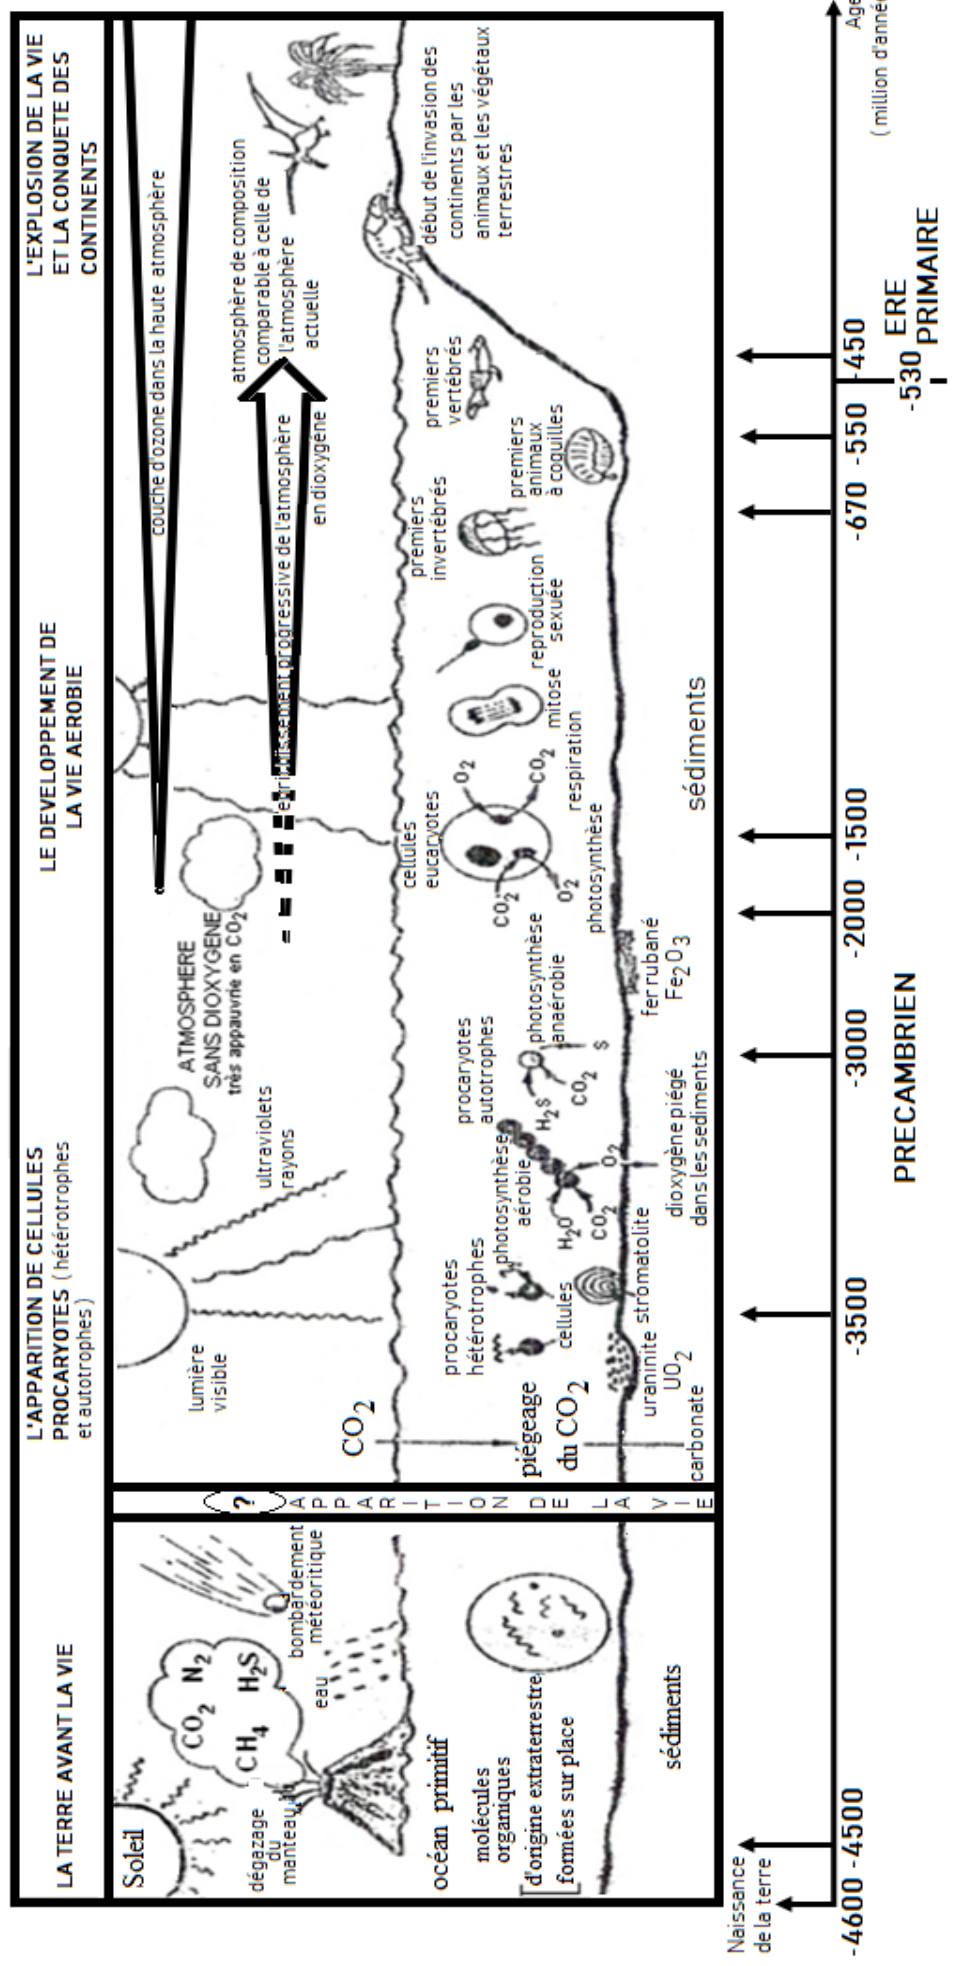 LA TERRE AVANT LA VIE
Soleil
CO2
N2
CH4
H2S
dégazage
du
manteau
eau
bombardement
météoritique
océan primitif
molécules
organiques
d'origine extraterrestre
formées sur place
sédiments
?
APPARITION DE LA VIE
L'APPARITION DE CELLULES
PROCARYOTES (hétérotrophes
et autotrophes)
lumière
visible
ultraviolets
rayons
ATMOSPHERE
SANS DIOXYGENE
très appauvrie en CO2
CO2
piégeage
du CO2
carbonate
procaryotes
hétérotrophes
cellules
uraninite
UO2
stromatolite
photosynthèse
aérobie
H2O
CO2
O2
dioxygène piégé
dans les sediments
procaryotes
autotrophes
photosynthèse
anaérobie
H2S
CO2
S
fer rubané
Fe2O3
LE DEVELOPPEMENT DE
LA VIE AEROBIE
couche d'ozone dans la haute atmosphère
enrichissement progressive de l'atmosphère
en dioxygéne
cellules
eucaryotes
O2
CO2
respiration
CO2
O2
photosynthèse
mitose
reproduction
sexuée
premiers
invertébrés
premiers
animaux
à coquilles
premiers
vertébrés
sédiments
L'EXPLOSION DE LA VIE
ET LA CONQUETE DES
CONTINENTS
atmosphère de composition
comparable à celle de
l'atmosphère
actuelle
début de l'invasion des
continents par les
animaux et les végétaux
terrestres
Naissance
de la terre
-4600 -4500 -3500 -3000 -2000 -1500 -670 -550 -530 -450
PRECAMBRIEN
ERE
PRIMAIRE
Age